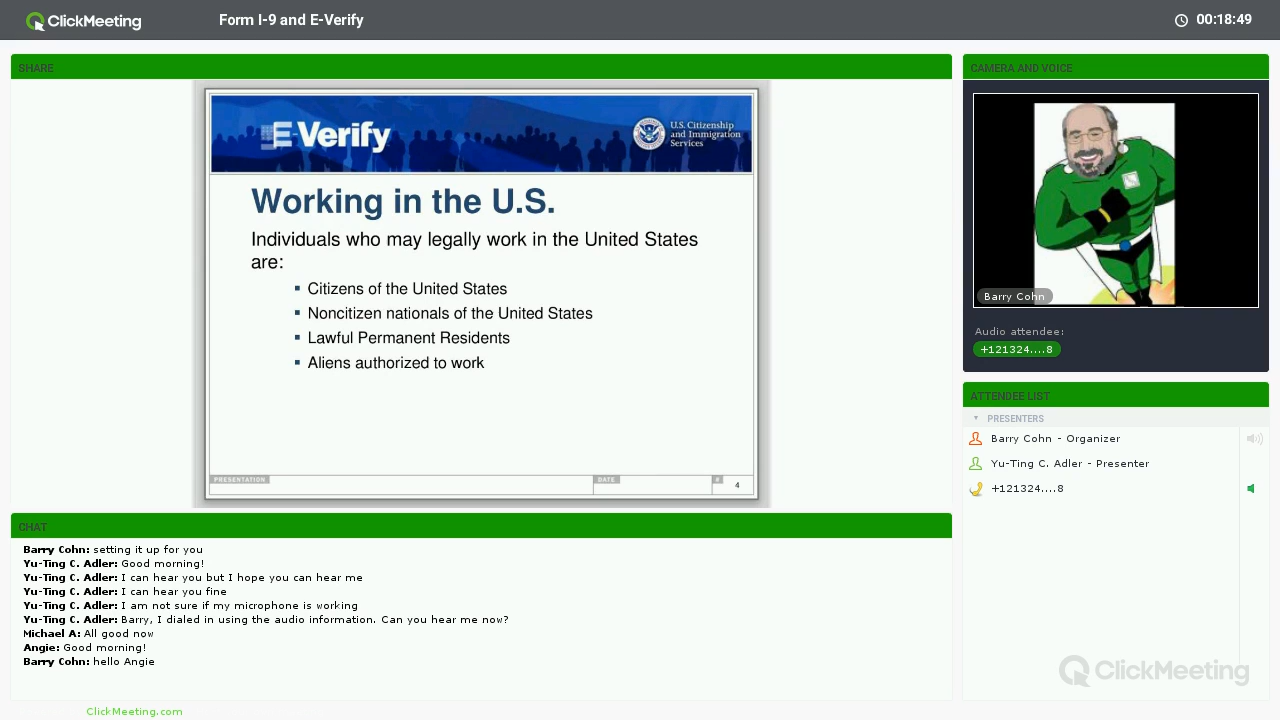 ClickMeeting
Form I-9 and E-Verify
00:18:49
SHARE
E-Verify
U.S. Citizenship
and Immigration
Services
Working in the U.S.
Individuals who may legally work in the United States
are:
Citizens of the United States
Noncitizen nationals of the United States
Lawful Permanent Residents
Aliens authorized to work
PRESENTATION
DATE
#
4
CHAT
Barry Cohn: setting it up for you
Yu-Ting C. Adler: Good morning!
Yu-Ting C. Adler: I can hear you but I hope you can hear me
Yu-Ting C. Adler: I can hear you fine
Yu-Ting C. Adler: I am not sure if my microphone is working
Yu-Ting C. Adler: Barry, I dialed in using the audio information. Can you hear me now?
Michael A: All good now
Angie: Good morning!
Barry Cohn: hello Angie
ClickMeeting.com
CAMERA AND VOICE
Barry Cohn
Audio attendee:
+121324....8
ATTENDEE LIST
PRESENTERS
Barry Cohn - Organizer
Yu-Ting C. Adler - Presenter
+121324....8
ClickMeeting